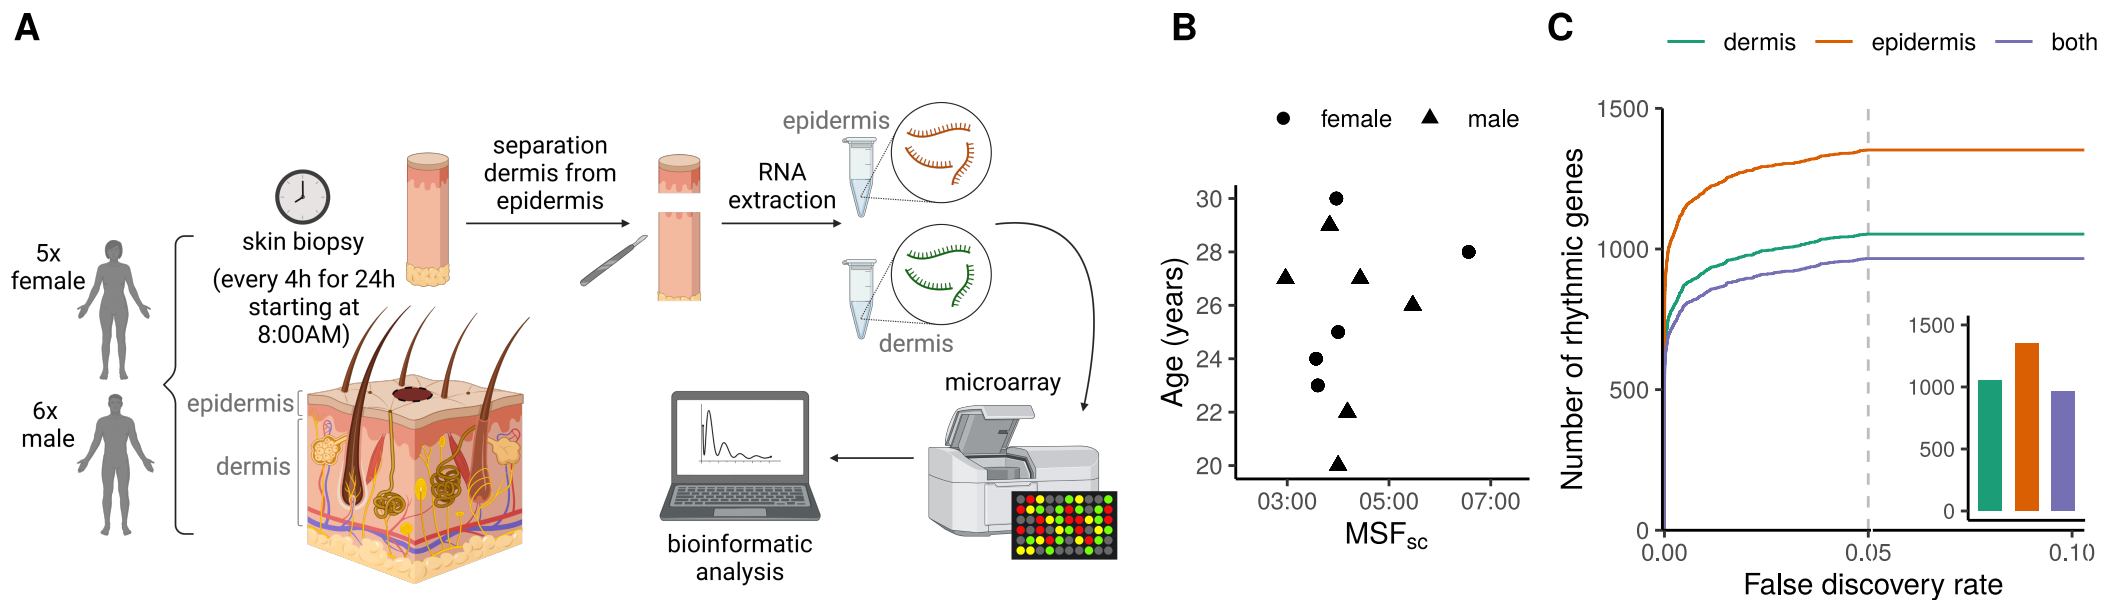 A
5x
female
6x
male
skin biopsy
(every 4h for 24h
starting at
8:00AM)
epidermis
dermis
separation
dermis from
epidermis
RNA
extraction
epidermis
dermis
microarray
bioinformatic
analysis
B
female
male
Age (years)
30
28
26
24
22
20
03:00
05:00
07:00
MSFsc
C
dermis
epidermis
both
Number of rhythmic genes
1500
1000
500
0
0.00
0.05
0.10
False discovery rate
1500
1000
500
0